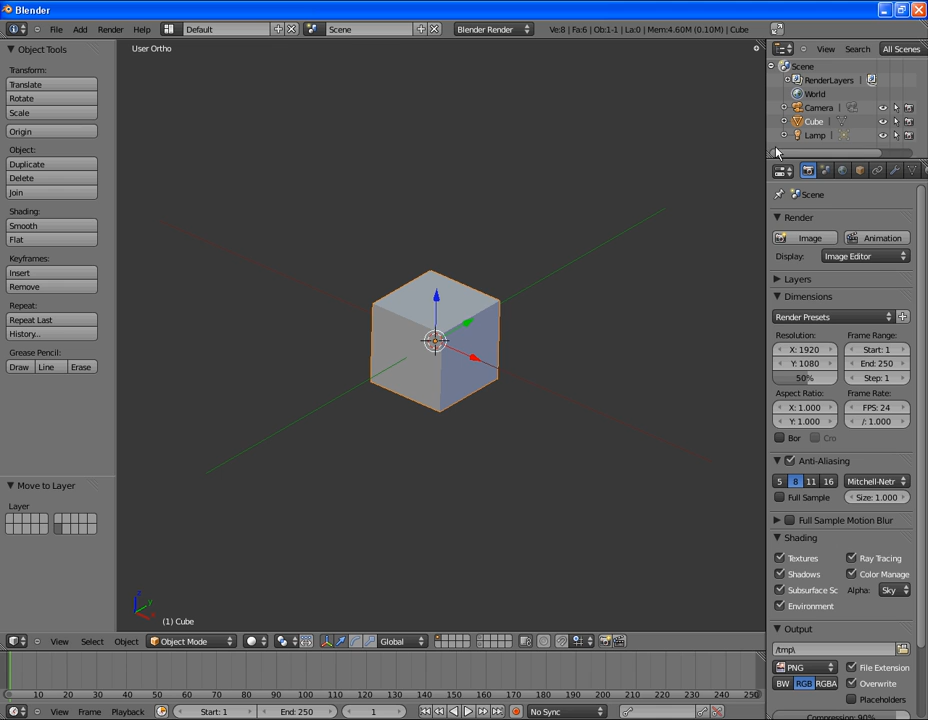 Blender
File Add Render Help Default Scene Blender Render Ve:8 | Fa:6 | Ob:1-1 | La:0 | Mem:4.60M (0.10M) | Cube
Object Tools
Transform:
Translate
Rotate
Scale
Origin
Object:
Duplicate
Delete
Join
Shading:
Smooth
Flat
Keyframes:
Insert
Remove
Repeat:
Repeat Last
History...
Grease Pencil:
Draw Line Erase
Move to Layer
Layer
User Ortho
z
y
x
(1) Cube
View Select Object Object Mode Global
View Search All Scenes
Scene
RenderLayers |
World
Camera |
Cube |
Lamp |
Scene
Render
Image Animation
Display: Image Editor
Layers
Dimensions
Render Presets
Resolution: Frame Range:
X: 1920 Start: 1
Y: 1080 End: 250
50% Step: 1
Aspect Ratio: Frame Rate:
X: 1.000 FPS: 24
Y: 1.000 /: 1.000
Bor Cro
Anti-Aliasing
5 8 11 16 Mitchell-Netr
Full Sample Size: 1.000
Full Sample Motion Blur
Shading
Textures Ray Tracing
Shadows Color Manage
Subsurface Sc Alpha: Sky
Environment
Output
/tmp\
PNG File Extension
BW RGB RGBA Overwrite
Placeholders
Compression: 90%
0 10 20 30 40 50 60 70 80 90 100 110 120 130 140 150 160 170 180 190 200 210 220 230 240 250
View Frame Playback Start: 1 End: 250 1 No Sync